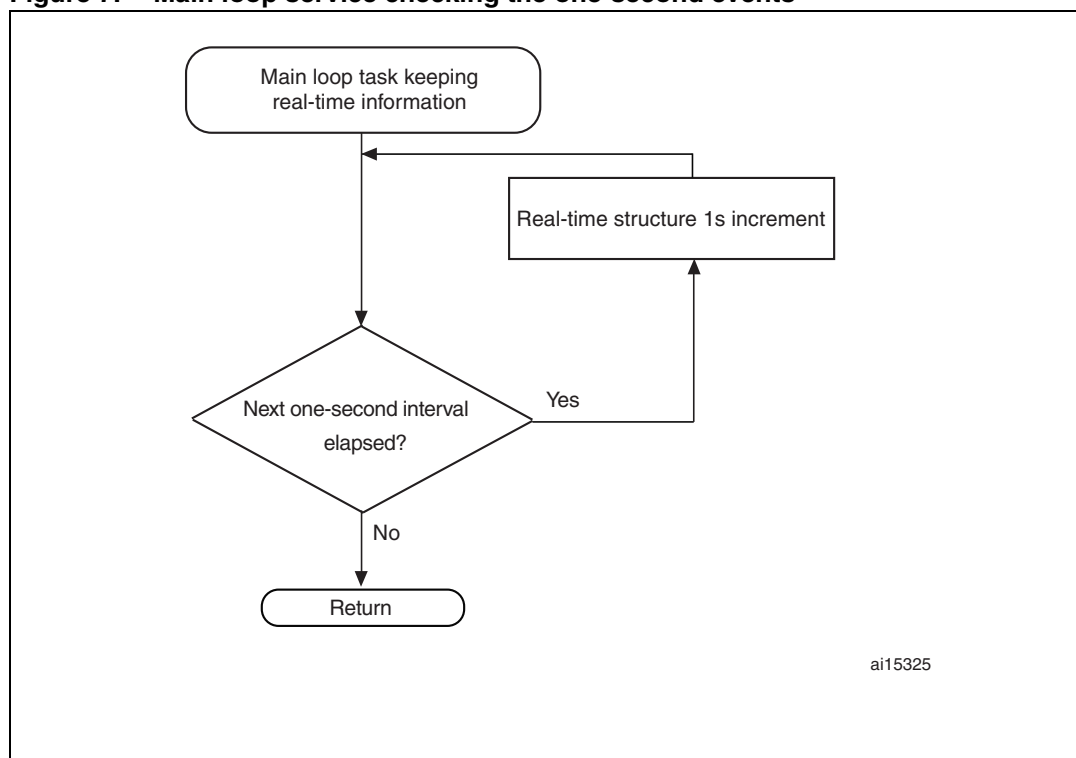 Main loop service checking the one-second events
Main loop task keeping
real-time information
Real-time structure 1s increment
Next one-second interval
elapsed?
Yes
No
Return
ai15325